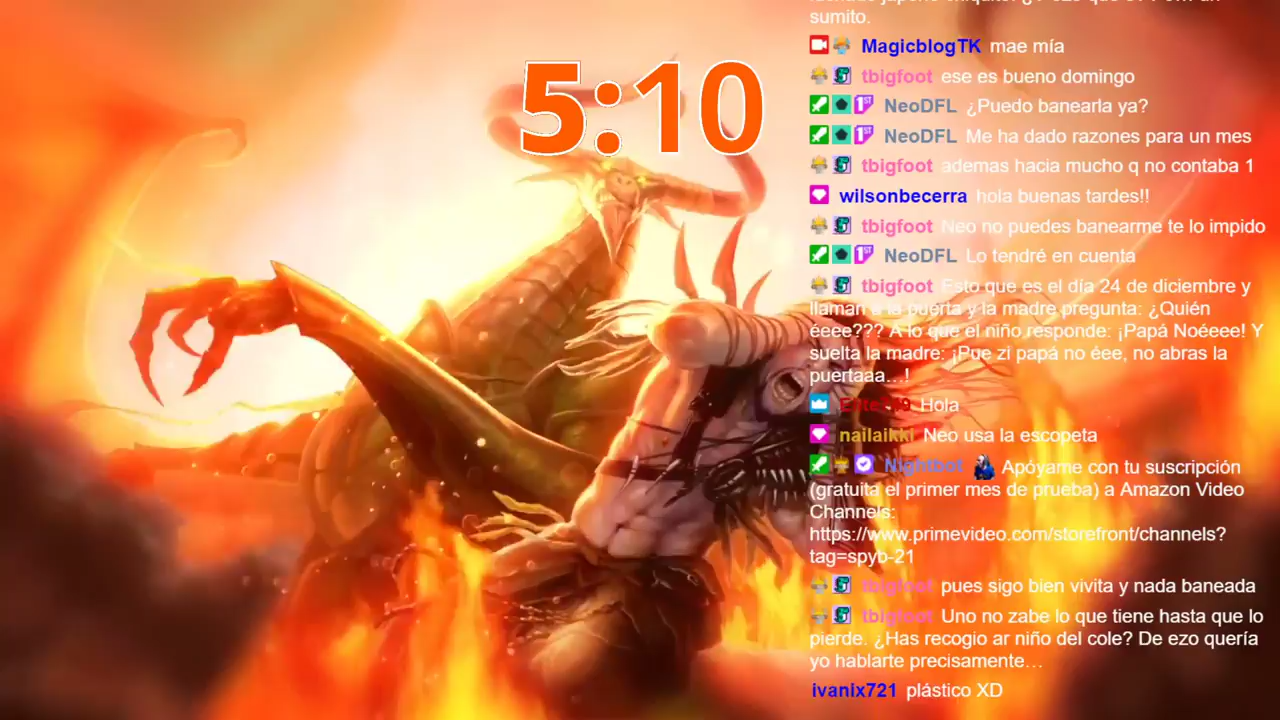 sumito.
5:10
MagicblogTK mae mía
tbigfoot ese es bueno domingo
NeoDFL ¿Puedo banearla ya?
NeoDFL Me ha dado razones para un mes
tbigfoot ademas hacia mucho q no contaba 1
wilsonbecerra hola buenas tardes!!
tbigfoot Neo no puedes banearme te lo impido
NeoDFL Lo tendré en cuenta
tbigfoot Esto que es el día 24 de diciembre y
llaman a la puerta y la madre pregunta: ¿Quién
éeee??? A lo que el niño responde: ¡Papá Noéeee! Y
suelta la madre: ¡Pue zi papá no ée, no abras la
puertaaa…!
Hola
nailaikki Neo usa la escopeta
Nightbot Apóyame con tu suscripción
(gratuita el primer mes de prueba) a Amazon Video
Channels:
https://www.primevideo.com/storefront/channels?
tag=spyb-21
tbigfoot pues sigo bien vivita y nada baneada
tbigfoot Uno no zabe lo que tiene hasta que lo
pierde. ¿Has recogio ar niño del cole? De ezo quería
yo hablarte precisamente…
ivanix721 plástico XD